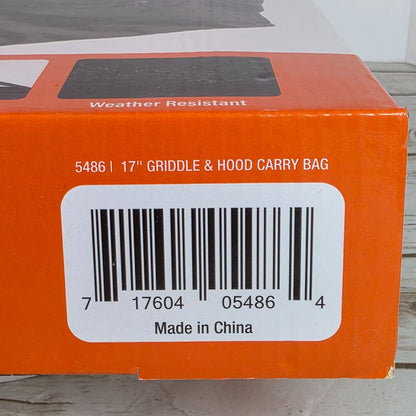 Weather Resistant
5486 | 17" GRIDDLE & HOOD CARRY BAG
7 17604 05486 4
Made in China